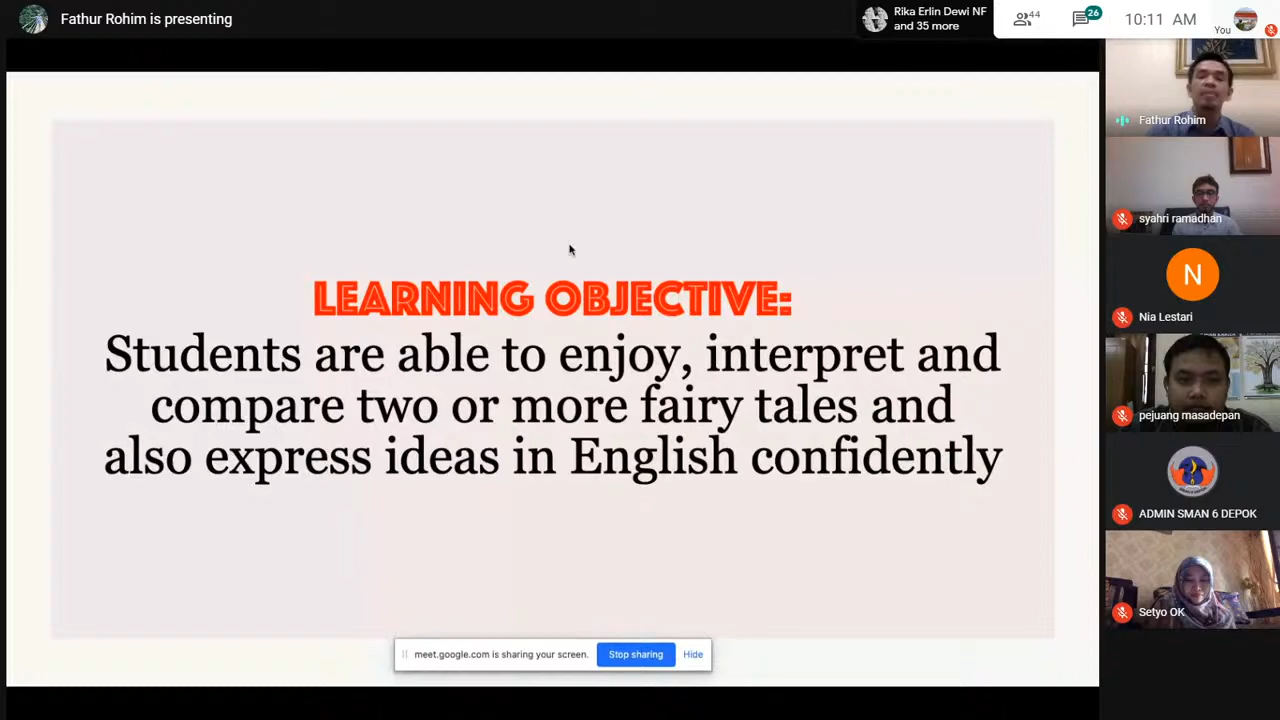 Fathur Rohim is presenting
Rika Erlin Dewi NF
and 35 more
44
26
10:11 AM
You
Fathur Rohim
syahri ramadhan
N
Nia Lestari
pejuang masadepan
ADMIN SMAN 6 DEPOK
Setyo OK
LEARNING OBJECTIVE:
Students are able to enjoy, interpret and
compare two or more fairy tales and
also express ideas in English confidently
meet.google.com is sharing your screen.
Stop sharing
Hide